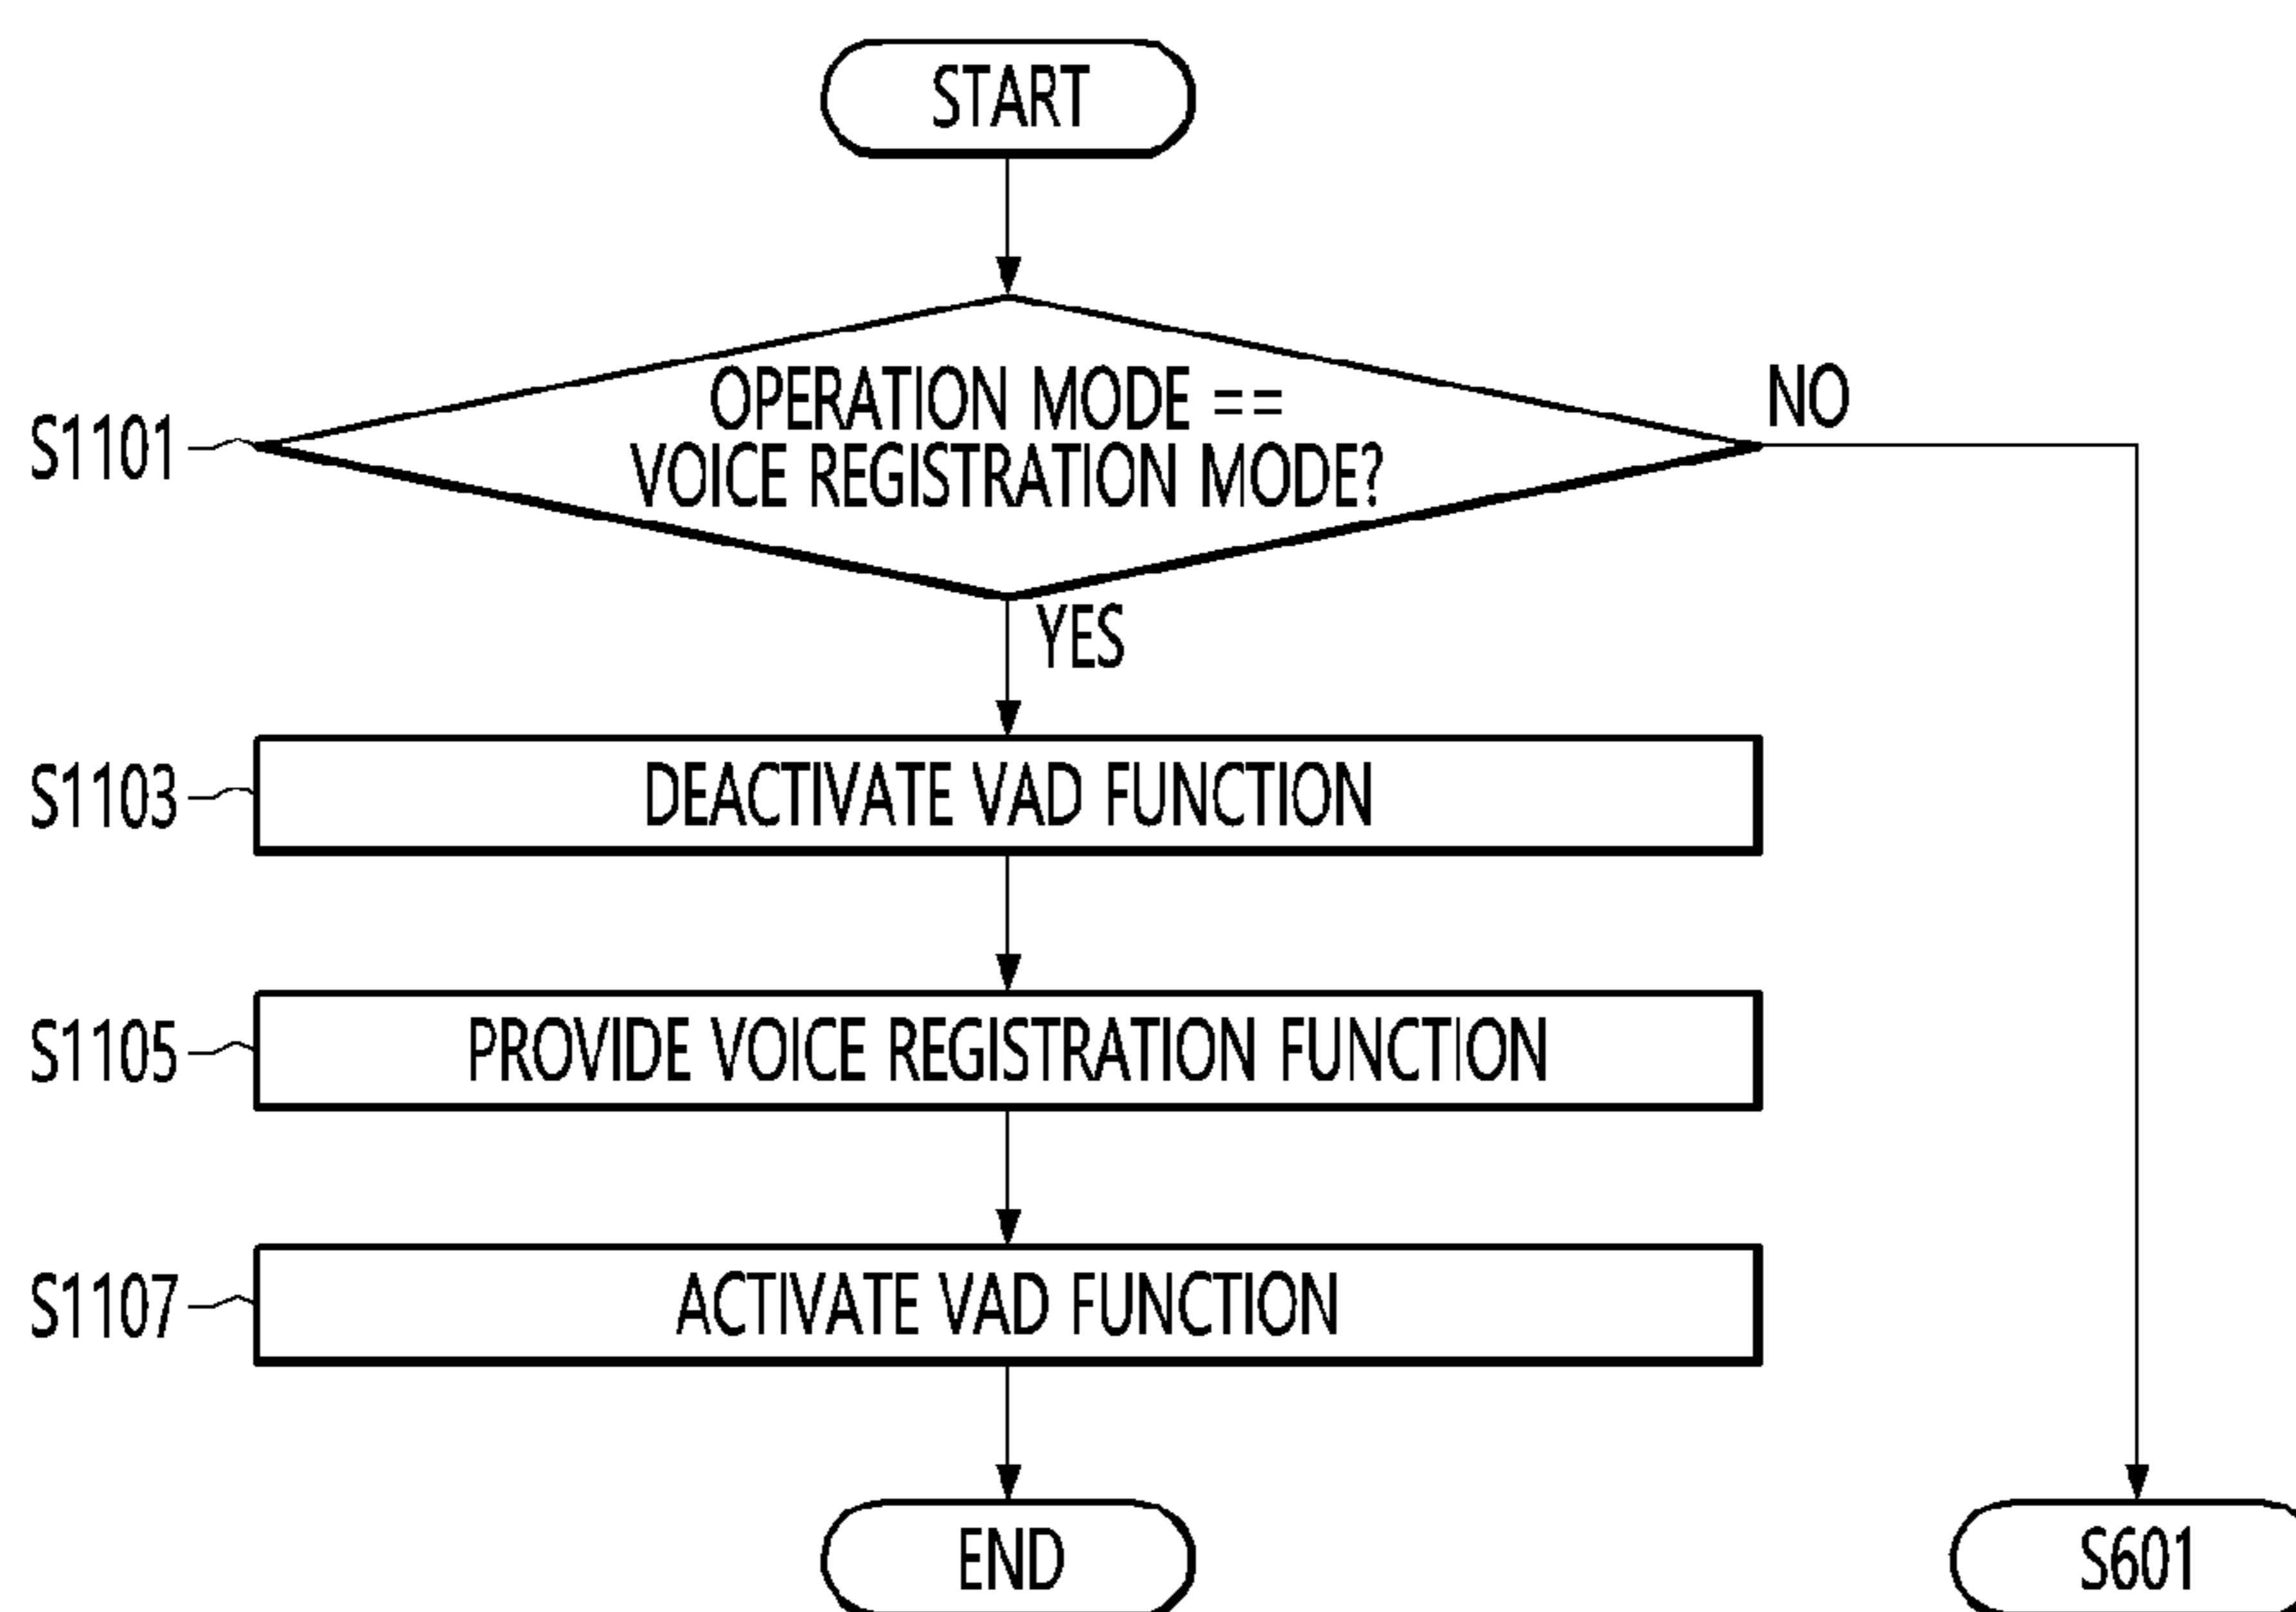 START
S1101
OPERATION MODE ==
VOICE REGISTRATION MODE?
NO
YES
S1103
DEACTIVATE VAD FUNCTION
S1105
PROVIDE VOICE REGISTRATION FUNCTION
S1107
ACTIVATE VAD FUNCTION
END
S601